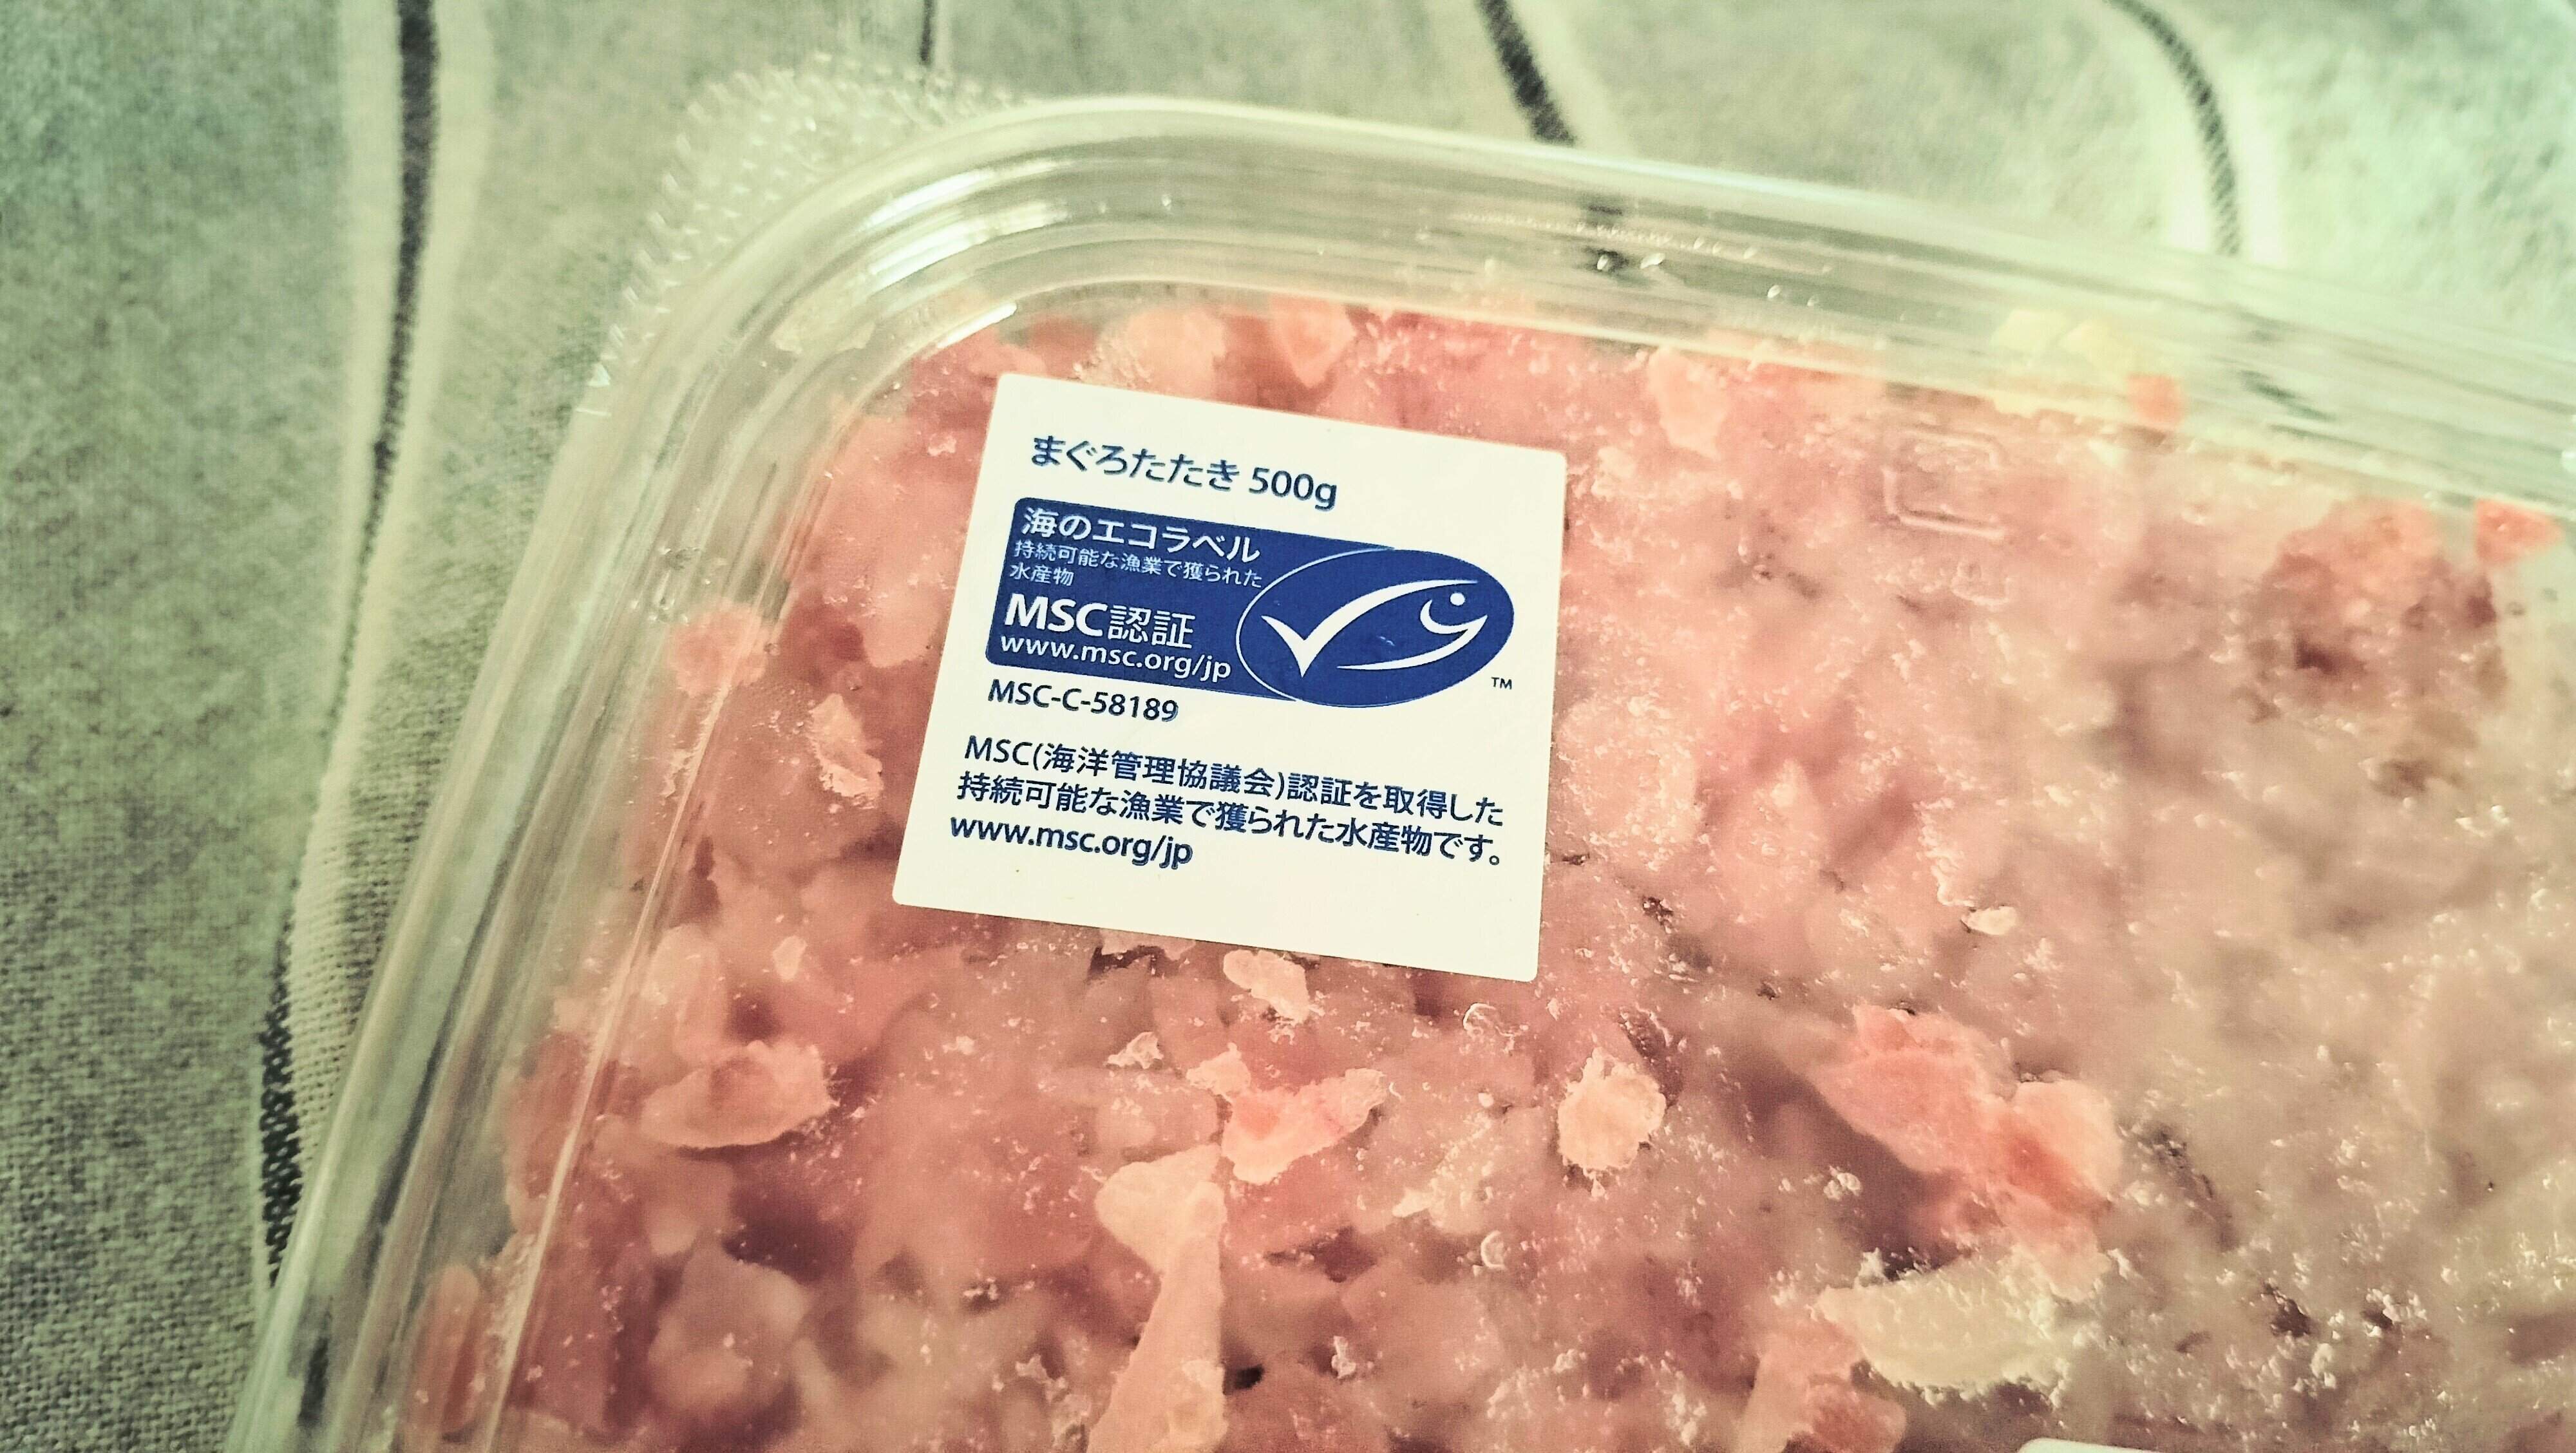 まぐろたたき 500g
海のエコラベル
持続可能な漁業で獲られた
水産物
MSC認証
www.msc.org/jp
TM
MSC-C-58189
MSC(海洋管理協議会)認証を取得した
持続可能な漁業で獲られた水産物です。
www.msc.org/jp